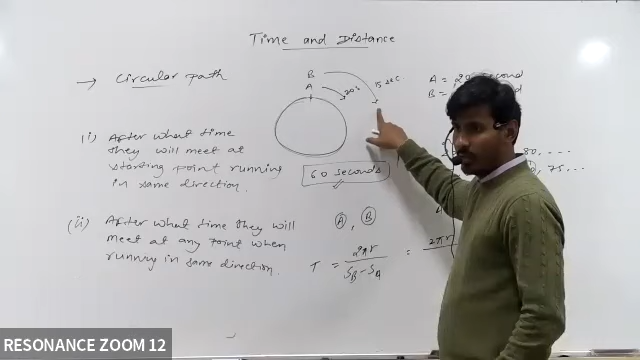 Time and Distance
→ Circular path
B
A
20s
15 sec
A = 20 second
B =
(i) After what time
they will meet at
starting point running
in same direction.
60 seconds
80, ....
75 ...
(ii) After what time they will
meet at any point when
running in same direction.
A, B
T = 2πr / (S_B - S_A) = 2πr
RESONANCE ZOOM 12